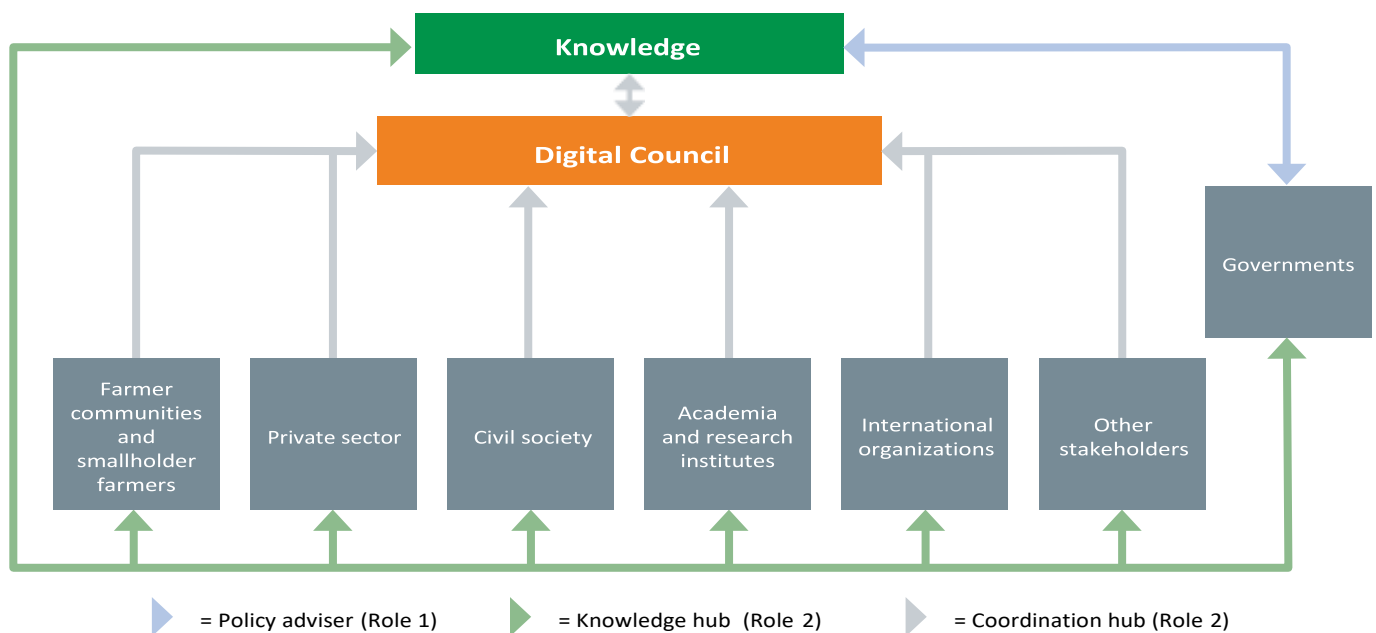 Knowledge
Digital Council
Governments
Farmer
communities
and
smallholder
farmers
Private sector
Civil society
Academia
and research
institutes
International
organizations
Other
stakeholders
= Policy adviser (Role 1)
= Knowledge hub (Role 2)
= Coordination hub (Role 2)